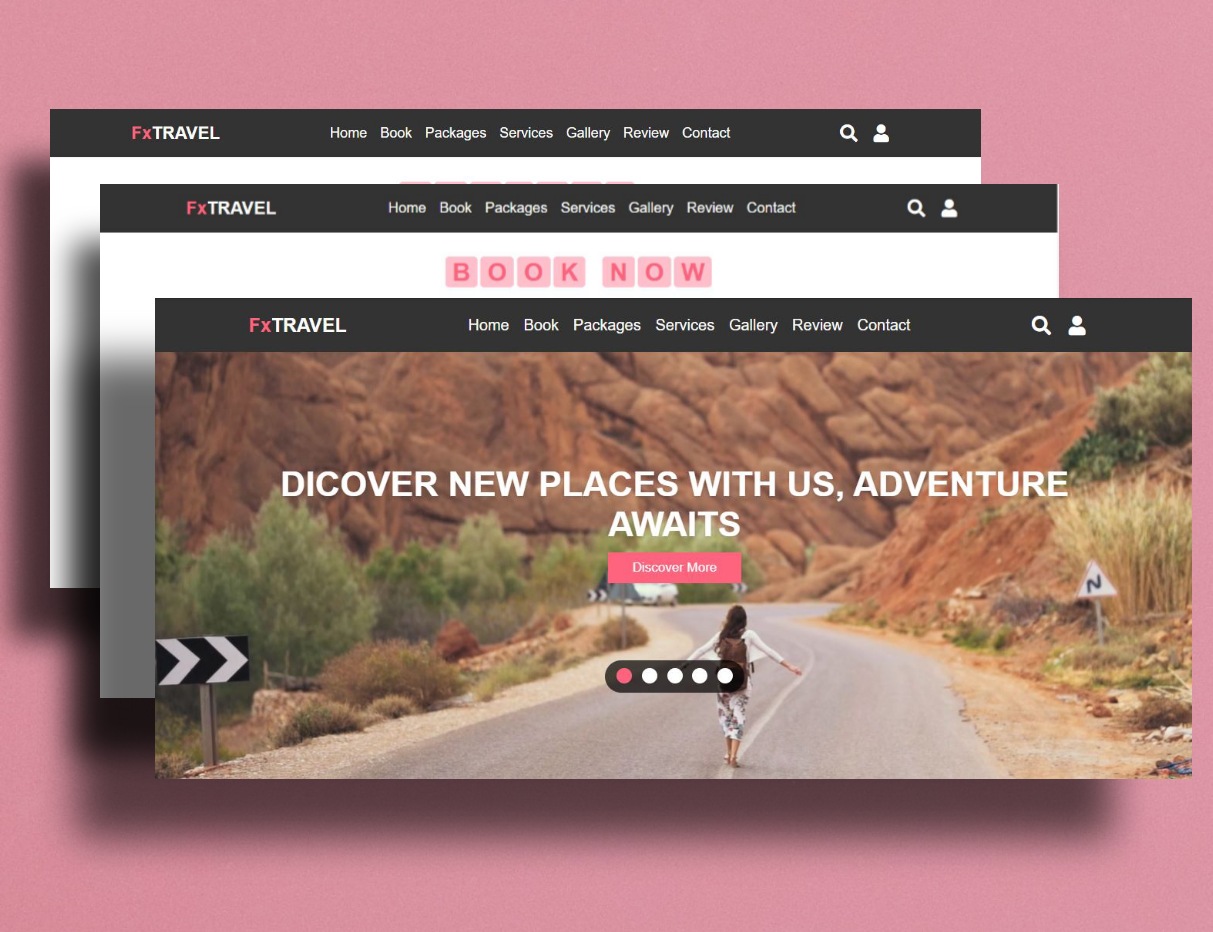 FxTRAVEL Home Book Packages Services Gallery Review Contact
FxTRAVEL Home Book Packages Services Gallery Review Contact
BOOK NOW
FxTRAVEL Home Book Packages Services Gallery Review Contact
DICOVER NEW PLACES WITH US, ADVENTURE
AWAITS
Discover More